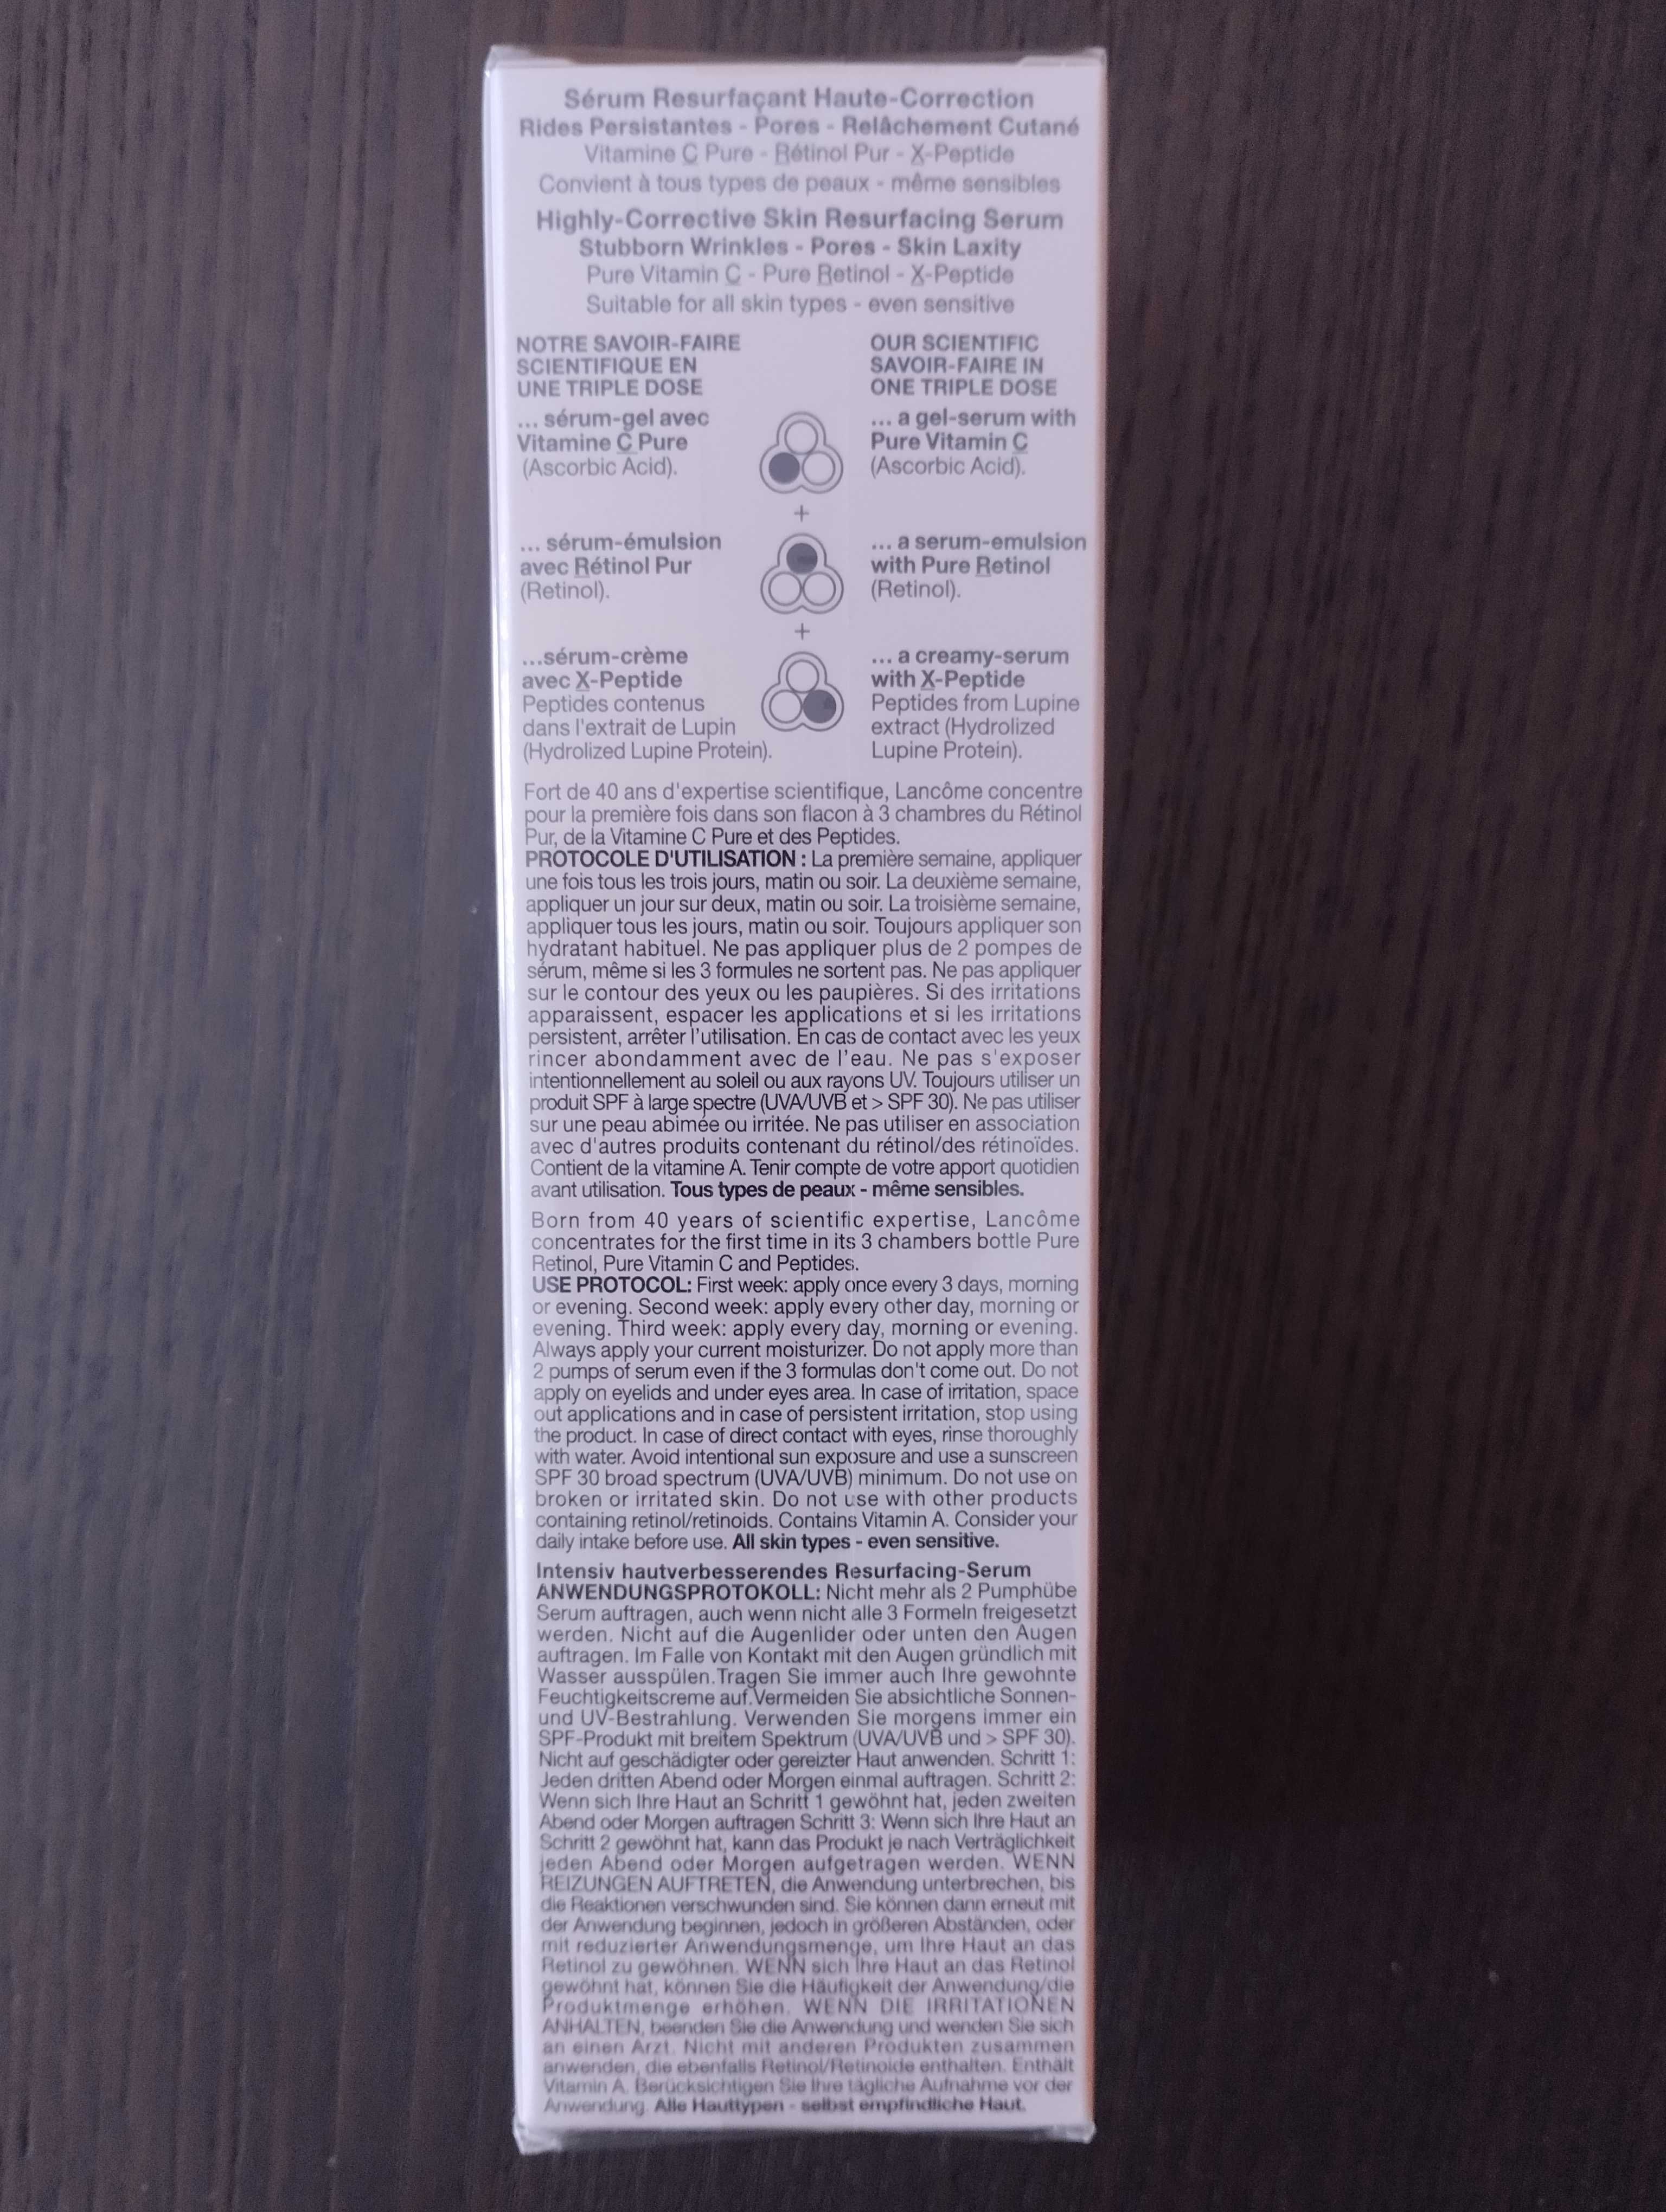 Sérum Resurfaçant Haute-Correction
Rides Persistantes - Pores - Relâchement Cutané
Vitamine C Pure - Rétinol Pur - X-Peptide
Convient à tous types de peaux - même sensibles
Highly-Corrective Skin Resurfacing Serum
Stubborn Wrinkles - Pores - Skin Laxity
Pure Vitamin C - Pure Retinol - X-Peptide
Suitable for all skin types - even sensitive
NOTRE SAVOIR-FAIRE
SCIENTIFIQUE EN
UNE TRIPLE DOSE
... sérum-gel avec
Vitamine C Pure
(Ascorbic Acid).
+
... sérum-émulsion
avec Rétinol Pur
(Retinol).
+
...sérum-crème
avec X-Peptide
Peptides contenus
dans l'extrait de Lupin
(Hydrolized Lupine Protein).
OUR SCIENTIFIC
SAVOIR-FAIRE IN
ONE TRIPLE DOSE
... a gel-serum with
Pure Vitamin C
(Ascorbic Acid).
... a serum-emulsion
with Pure Retinol
(Retinol).
... a creamy-serum
with X-Peptide
Peptides from Lupine
extract (Hydrolized
Lupine Protein).
Fort de 40 ans d'expertise scientifique, Lancôme concentre
pour la première fois dans son flacon à 3 chambres du Rétinol
Pur, de la Vitamine C Pure et des Peptides.
PROTOCOLE D'UTILISATION : La première semaine, appliquer
une fois tous les trois jours, matin ou soir. La deuxième semaine,
appliquer un jour sur deux, matin ou soir. La troisième semaine,
appliquer tous les jours, matin ou soir. Toujours appliquer son
hydratant habituel. Ne pas appliquer plus de 2 pompes de
sérum, même si les 3 formules ne sortent pas. Ne pas appliquer
sur le contour des yeux ou les paupières. Si des irritations
apparaissent, espacer les applications et si les irritations
persistent, arrêter l'utilisation. En cas de contact avec les yeux
rincer abondamment avec de l'eau. Ne pas s'exposer
intentionnellement au soleil ou aux rayons UV. Toujours utiliser un
produit SPF à large spectre (UVA/UVB et > SPF 30). Ne pas utiliser
sur une peau abimée ou irritée. Ne pas utiliser en association
avec d'autres produits contenant du rétinol/des rétinoïdes.
Contient de la vitamine A. Tenir compte de votre apport quotidien
avant utilisation. Tous types de peaux - même sensibles.
Born from 40 years of scientific expertise, Lancôme
concentrates for the first time in its 3 chambers bottle Pure
Retinol, Pure Vitamin C and Peptides.
USE PROTOCOL: First week: apply once every 3 days, morning
or evening. Second week: apply every other day, morning or
evening. Third week: apply every day, morning or evening.
Always apply your current moisturizer. Do not apply more than
2 pumps of serum even if the 3 formulas don't come out. Do not
apply on eyelids and under eyes area. In case of irritation, space
out applications and in case of persistent irritation, stop using
the product. In case of direct contact with eyes, rinse thoroughly
with water. Avoid intentional sun exposure and use a sunscreen
SPF 30 broad spectrum (UVA/UVB) minimum. Do not use on
broken or irritated skin. Do not use with other products
containing retinol/retinoids. Contains Vitamin A. Consider your
daily intake before use. All skin types - even sensitive.
Intensiv hautverbesserendes Resurfacing-Serum
ANWENDUNGSPROTOKOLL: Nicht mehr als 2 Pumphübe
Serum auftragen, auch wenn nicht alle 3 Formeln freigesetzt
werden. Nicht auf die Augenlider oder unten den Augen
auftragen. Im Falle von Kontakt mit den Augen gründlich mit
Wasser ausspülen.Tragen Sie immer auch Ihre gewohnte
Feuchtigkeitscreme auf.Vermeiden Sie absichtliche Sonnen-
und UV-Bestrahlung. Verwenden Sie morgens immer ein
SPF-Produkt mit breitem Spektrum (UVA/UVB und > SPF 30).
Nicht auf geschädigter oder gereizter Haut anwenden. Schritt 1:
Jeden dritten Abend oder Morgen einmal auftragen. Schritt 2:
Wenn sich Ihre Haut an Schritt 1 gewöhnt hat, jeden zweiten
Abend oder Morgen auftragen Schritt 3: Wenn sich Ihre Haut an
Schritt 2 gewöhnt hat, kann das Produkt je nach Verträglichkeit
jeden Abend oder Morgen aufgetragen werden. WENN
REIZUNGEN AUFTRETEN, die Anwendung unterbrechen, bis
die Reaktionen verschwunden sind. Sie können dann erneut mit
der Anwendung beginnen, jedoch in größeren Abständen, oder
mit reduzierter Anwendungsmenge, um Ihre Haut an das
Retinol zu gewöhnen. WENN sich Ihre Haut an das Retinol
gewöhnt hat, können Sie die Häufigkeit der Anwendung/die
Produktmenge erhöhen. WENN DIE IRRITATIONEN
ANHALTEN, beenden Sie die Anwendung und wenden Sie sich
an einen Arzt. Nicht mit anderen Produkten zusammen
anwenden, die ebenfalls Retinol/Retinoide enthalten. Enthält
Vitamin A. Berücksichtigen Sie Ihre tägliche Aufnahme vor der
Anwendung. Alle Hauttypen - selbst empfindliche Haut.